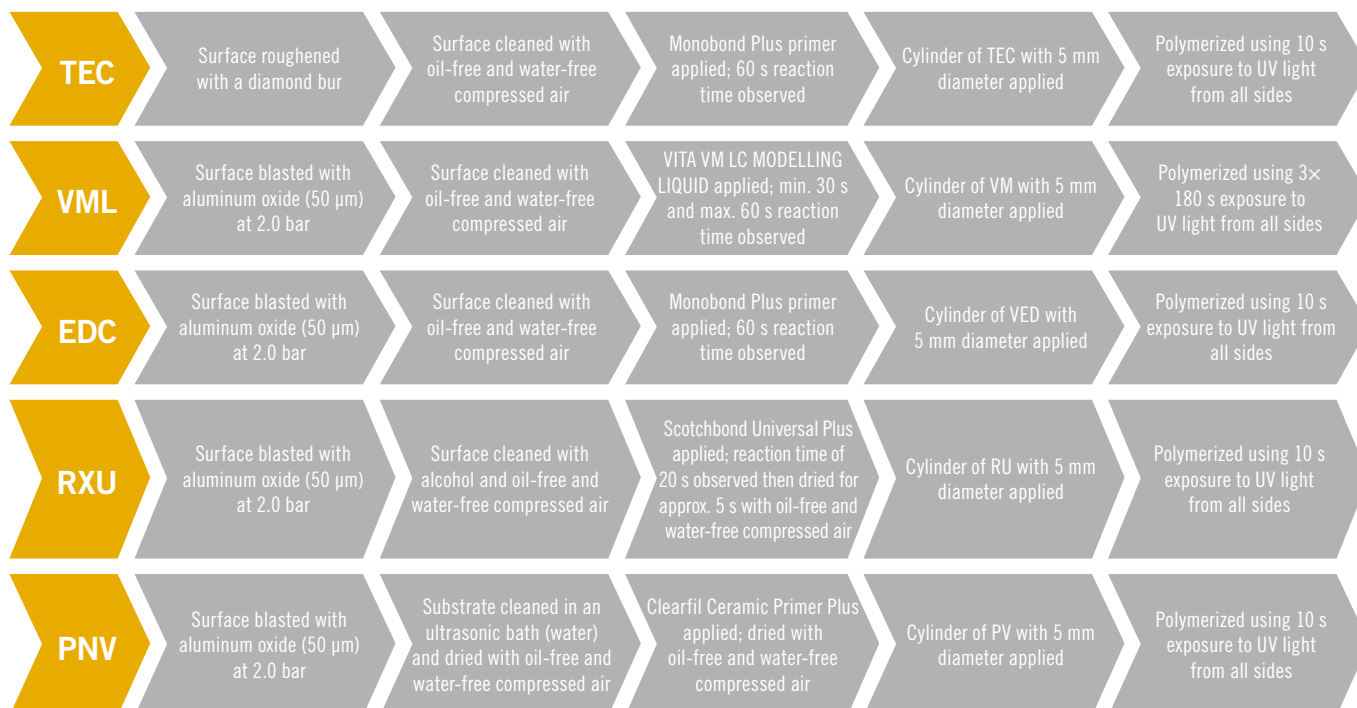 TEC
Surface roughened
with a diamond bur
Surface cleaned with
oil-free and water-free
compressed air
Monobond Plus primer
applied; 60 s reaction
time observed
Cylinder of TEC with 5 mm
diameter applied
Polymerized using 10 s
exposure to UV light
from all sides
VML
Surface blasted with
aluminum oxide (50 µm)
at 2.0 bar
Surface cleaned with
oil-free and water-free
compressed air
VITA VM LC MODELLING
LIQUID applied; min. 30 s
and max. 60 s reaction
time observed
Cylinder of VM with 5 mm
diameter applied
Polymerized using 3×
180 s exposure to
UV light from all sides
EDC
Surface blasted with
aluminum oxide (50 µm)
at 2.0 bar
Surface cleaned with
oil-free and water-free
compressed air
Monobond Plus primer
applied; 60 s reaction
time observed
Cylinder of VED with
5 mm diameter applied
Polymerized using 10 s
exposure to UV light from
all sides
RXU
Surface blasted with
aluminum oxide (50 µm)
at 2.0 bar
Surface cleaned with
alcohol and oil-free and
water-free compressed air
Scotchbond Universal Plus
applied; reaction time of
20 s observed then dried for
approx. 5 s with oil-free and
water-free compressed air
Cylinder of RU with 5 mm
diameter applied
Polymerized using 10 s
exposure to UV light
from all sides
PNV
Surface blasted with
aluminum oxide (50 µm)
at 2.0 bar
Substrate cleaned in an
ultrasonic bath (water)
and dried with oil-free and
water-free compressed air
Clearfil Ceramic Primer Plus
applied; dried with
oil-free and water-free
compressed air
Cylinder of PV with 5 mm
diameter applied
Polymerized using 10 s
exposure to UV light
from all sides